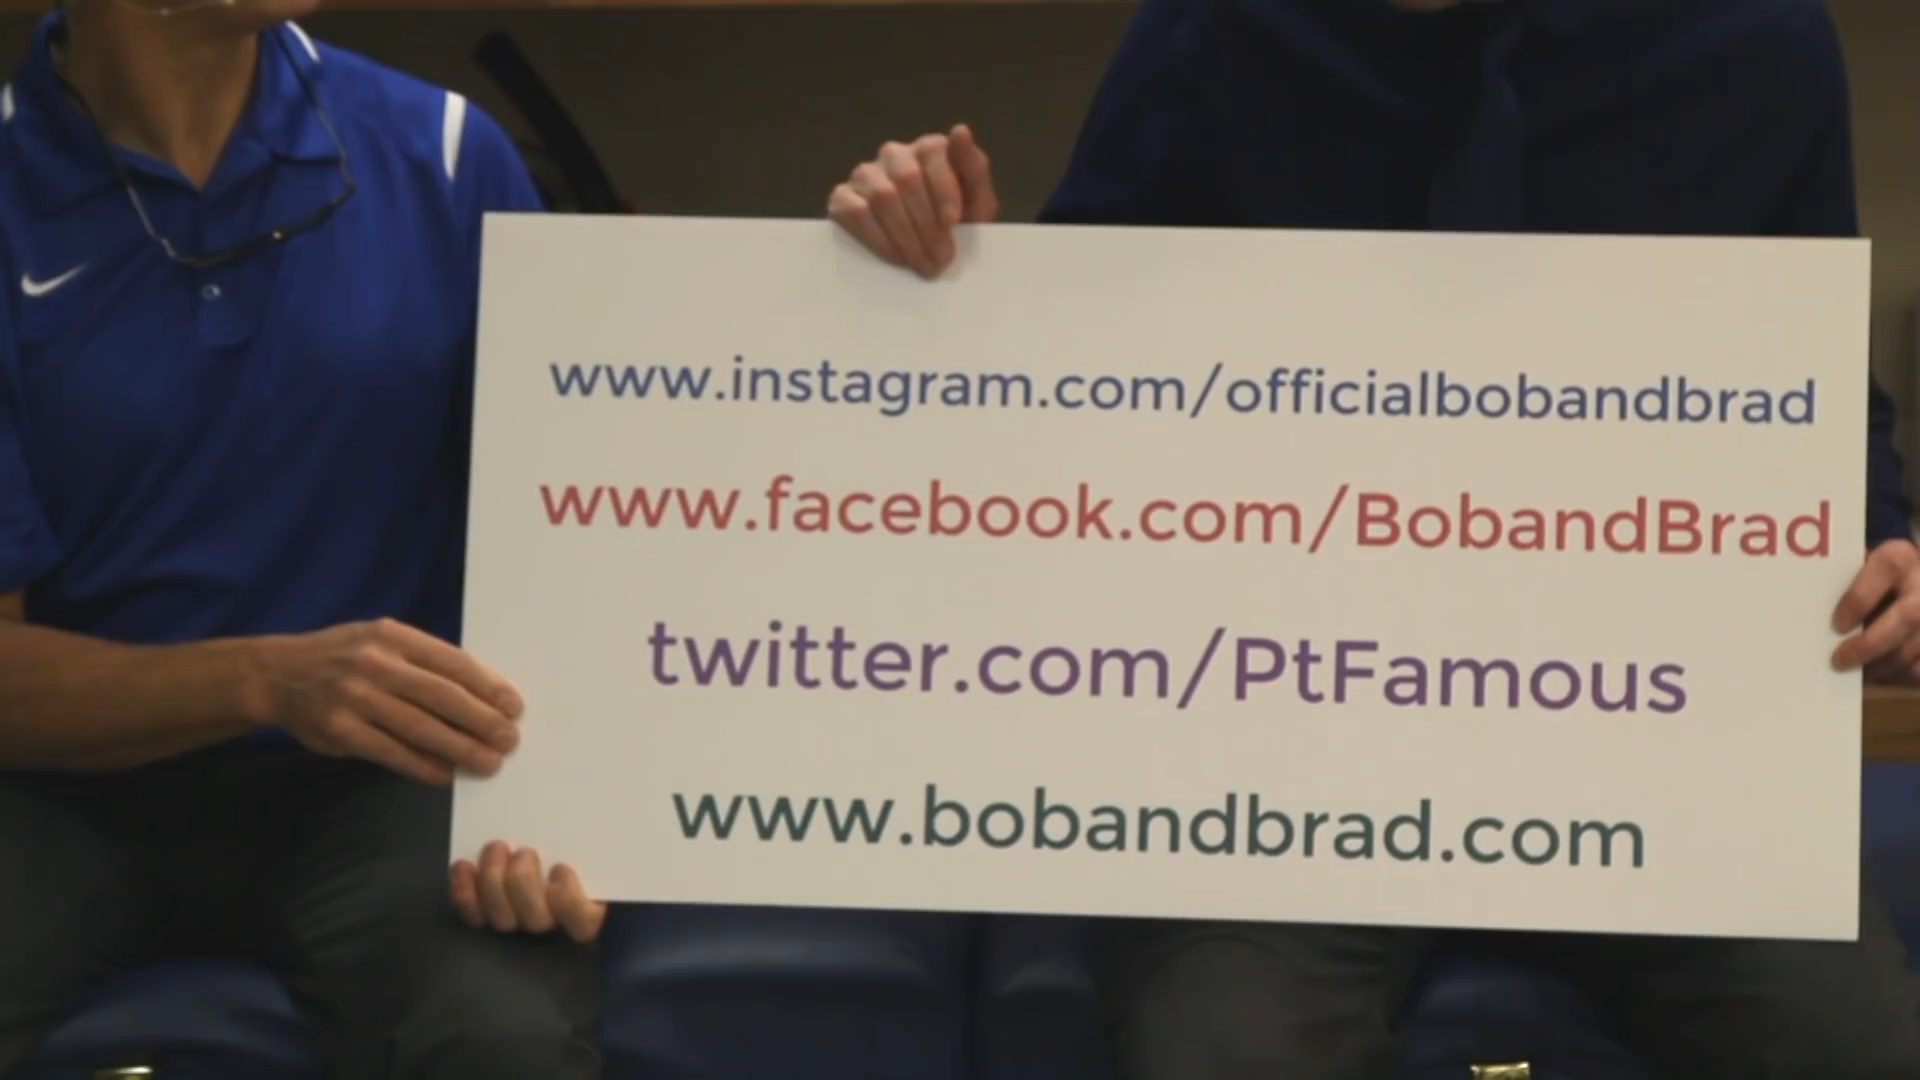 www.instagram.com/officialbobandbrad
www.facebook.com/BobandBrad
twitter.com/PtFamous
www.bobandbrad.com